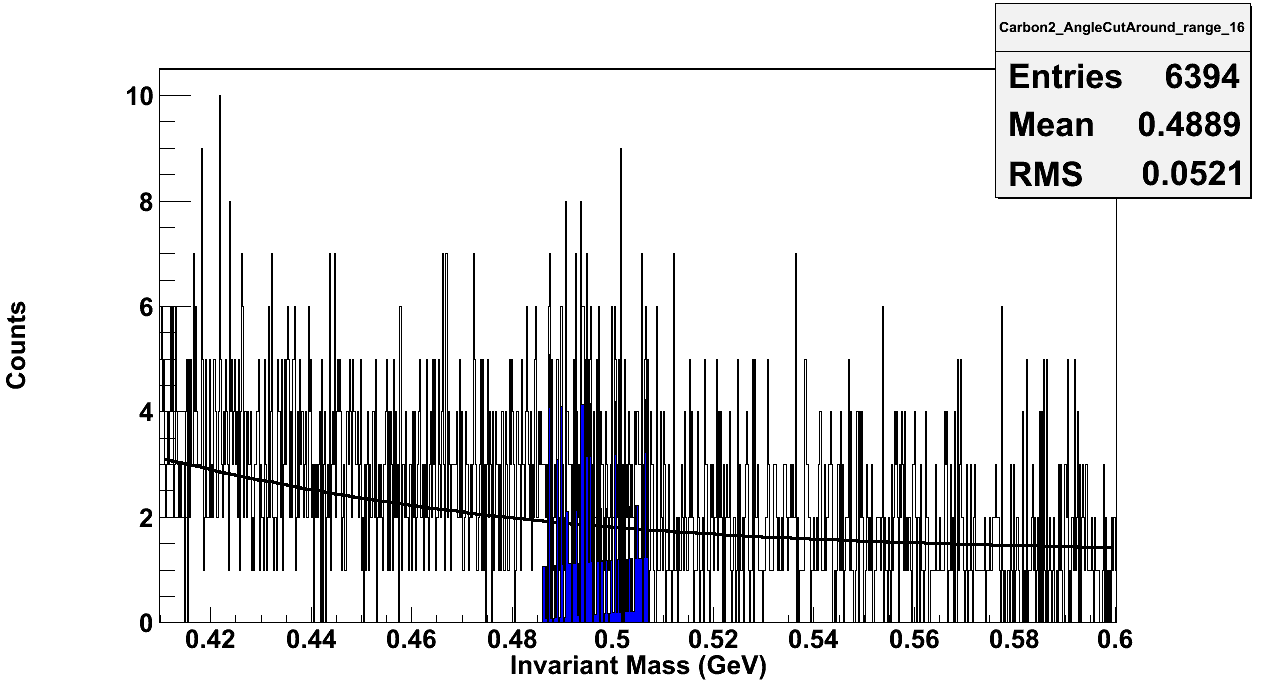 Carbon2_AngleCutAround_range_16
Entries 6394
Mean 0.4889
RMS 0.0521
10
8
6
4
2
0
Counts
0.42 0.44 0.46 0.48 0.5 0.52 0.54 0.56 0.58 0.6
Invariant Mass (GeV)